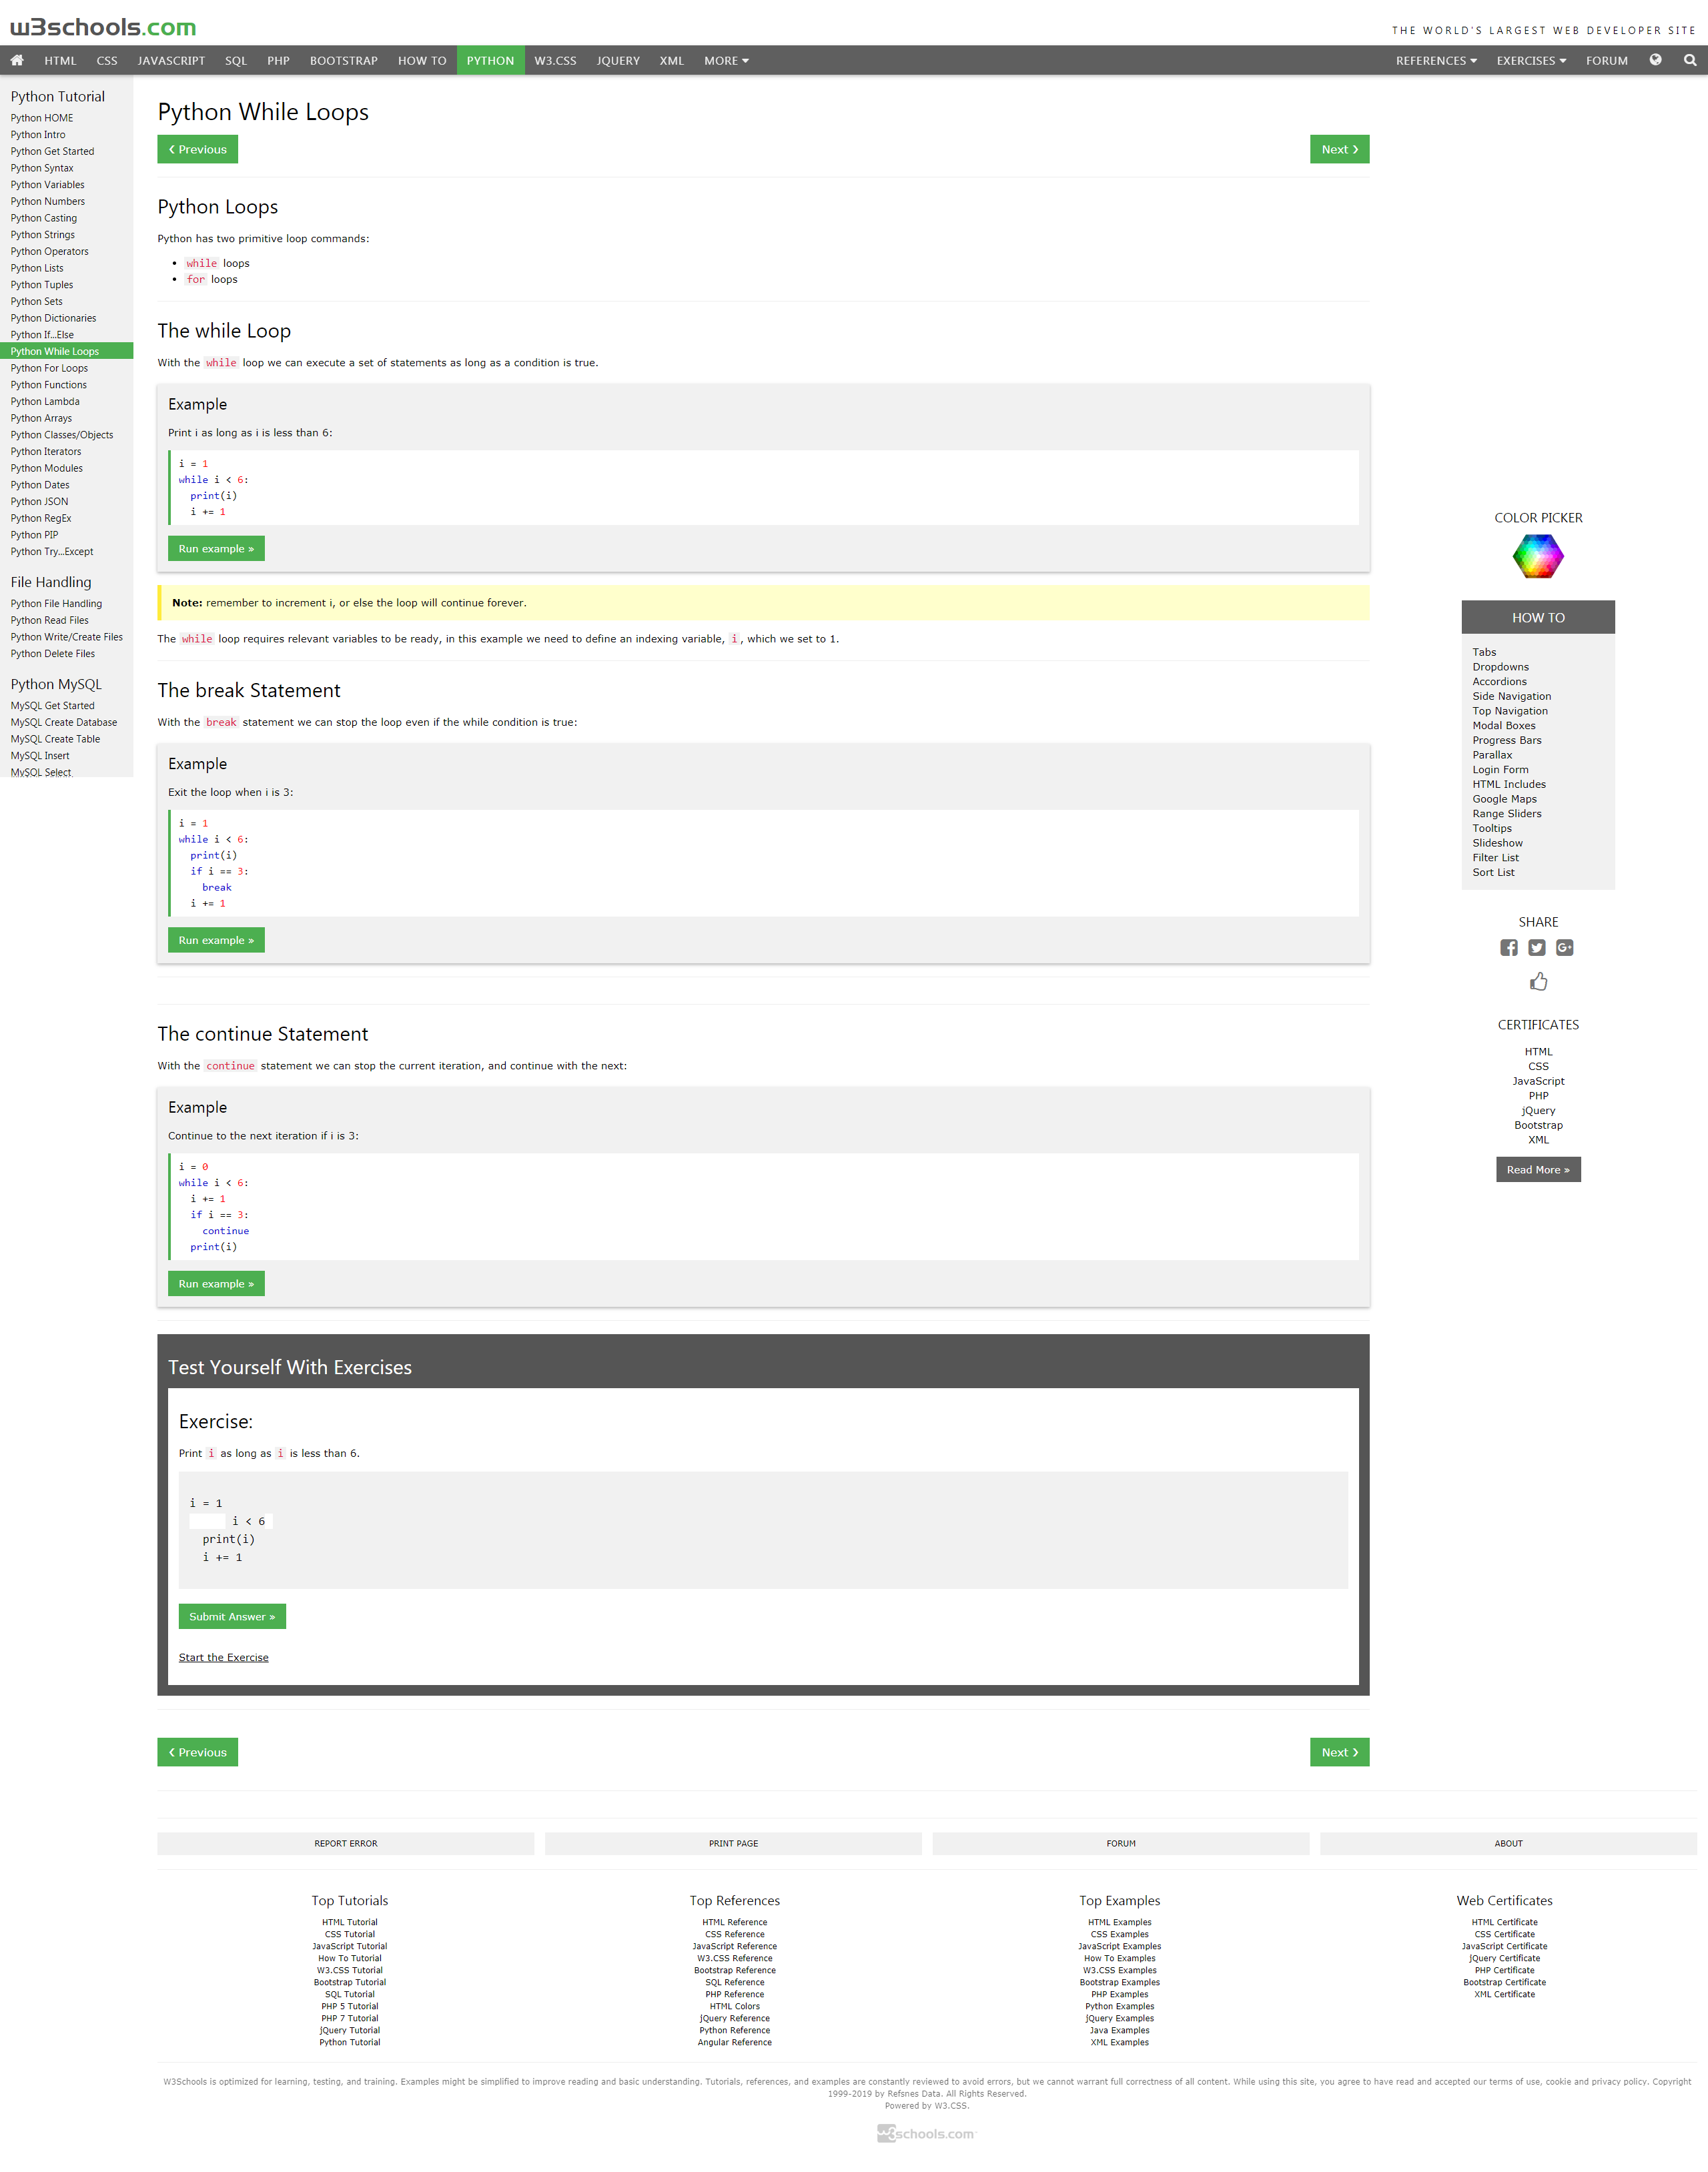 w3schools.com
THE WORLD'S LARGEST WEB DEVELOPER SITE
HTML CSS JAVASCRIPT SQL PHP BOOTSTRAP HOW TO PYTHON W3.CSS JQUERY XML MORE REFERENCES EXERCISES FORUM
Python Tutorial
Python HOME
Python Intro
Python Get Started
Python Syntax
Python Variables
Python Numbers
Python Casting
Python Strings
Python Operators
Python Lists
Python Tuples
Python Sets
Python Dictionaries
Python If...Else
Python While Loops
Python For Loops
Python Functions
Python Lambda
Python Arrays
Python Classes/Objects
Python Iterators
Python Modules
Python Dates
Python JSON
Python RegEx
Python PIP
Python Try...Except
File Handling
Python File Handling
Python Read Files
Python Write/Create Files
Python Delete Files
Python MySQL
MySQL Get Started
MySQL Create Database
MySQL Create Table
MySQL Insert
MySQL Select
Python While Loops
❮ Previous
Next ❯
Python Loops
Python has two primitive loop commands:
• while loops
• for loops
The while Loop
With the while loop we can execute a set of statements as long as a condition is true.
Example
Print i as long as i is less than 6:
i = 1
while i < 6:
  print(i)
  i += 1
Run example »
Note: remember to increment i, or else the loop will continue forever.
The while loop requires relevant variables to be ready, in this example we need to define an indexing variable, i, which we set to 1.
The break Statement
With the break statement we can stop the loop even if the while condition is true:
Example
Exit the loop when i is 3:
i = 1
while i < 6:
  print(i)
  if i == 3:
    break
  i += 1
Run example »
The continue Statement
With the continue statement we can stop the current iteration, and continue with the next:
Example
Continue to the next iteration if i is 3:
i = 0
while i < 6:
  i += 1
  if i == 3:
    continue
  print(i)
Run example »
Test Yourself With Exercises
Exercise:
Print i as long as i is less than 6.
i = 1
i < 6
  print(i)
  i += 1
Submit Answer »
Start the Exercise
❮ Previous
Next ❯
COLOR PICKER
HOW TO
Tabs
Dropdowns
Accordions
Side Navigation
Top Navigation
Modal Boxes
Progress Bars
Parallax
Login Form
HTML Includes
Google Maps
Range Sliders
Tooltips
Slideshow
Filter List
Sort List
SHARE
G+
CERTIFICATES
HTML
CSS
JavaScript
PHP
jQuery
Bootstrap
XML
Read More »
REPORT ERROR
PRINT PAGE
FORUM
ABOUT
Top Tutorials
HTML Tutorial
CSS Tutorial
JavaScript Tutorial
How To Tutorial
W3.CSS Tutorial
Bootstrap Tutorial
SQL Tutorial
PHP 5 Tutorial
PHP 7 Tutorial
jQuery Tutorial
Python Tutorial
Top References
HTML Reference
CSS Reference
JavaScript Reference
W3.CSS Reference
Bootstrap Reference
SQL Reference
PHP Reference
HTML Colors
jQuery Reference
Python Reference
Angular Reference
Top Examples
HTML Examples
CSS Examples
JavaScript Examples
How To Examples
W3.CSS Examples
Bootstrap Examples
PHP Examples
Python Examples
jQuery Examples
Java Examples
XML Examples
Web Certificates
HTML Certificate
CSS Certificate
JavaScript Certificate
jQuery Certificate
PHP Certificate
Bootstrap Certificate
XML Certificate
W3Schools is optimized for learning, testing, and training. Examples might be simplified to improve reading and basic understanding. Tutorials, references, and examples are constantly reviewed to avoid errors, but we cannot warrant full correctness of all content. While using this site, you agree to have read and accepted our terms of use, cookie and privacy policy. Copyright
1999-2019 by Refsnes Data. All Rights Reserved.
Powered by W3.CSS.
w3schools.com